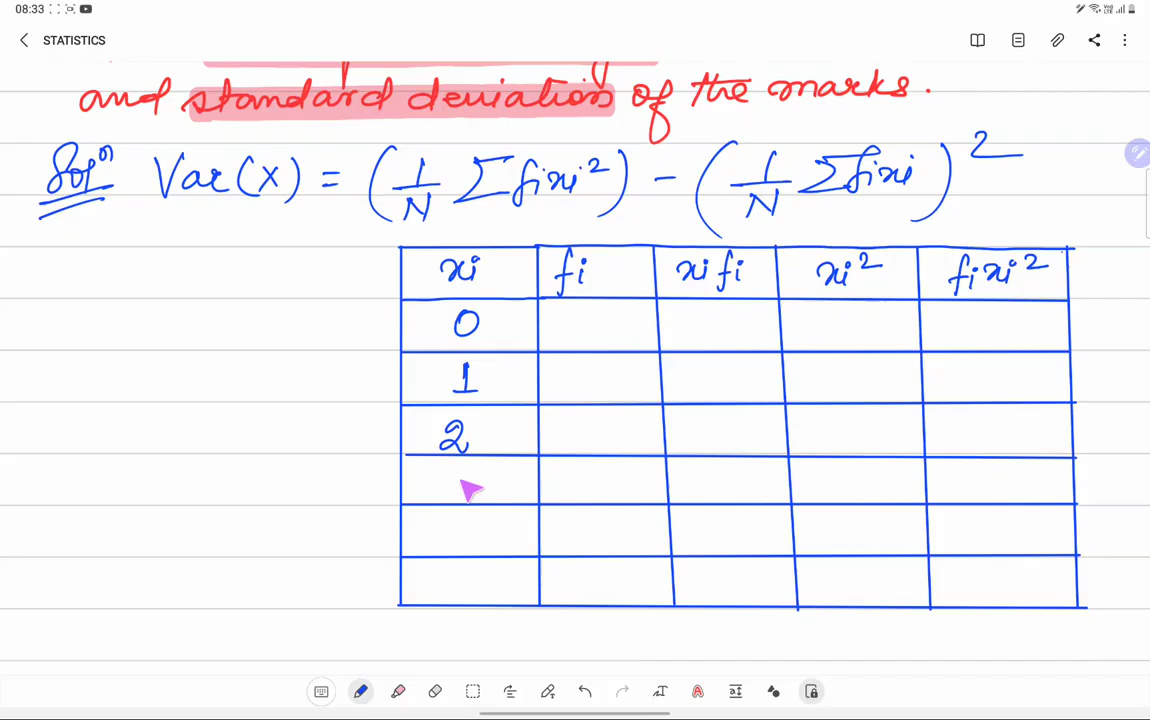 08:33
STATISTICS
and standard deviation of the marks.
Solⁿ Var(X) = (1/N Σfixi²) - (1/N Σfixi)²
xi fi xifi xi² fixi²
0
1
2